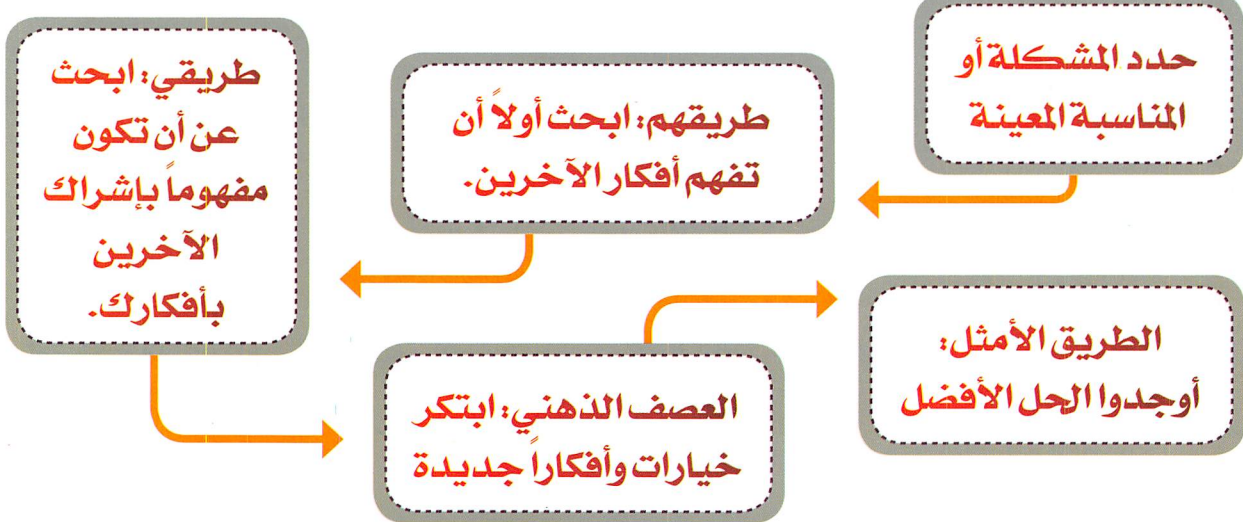 حدد المشكلة أو
المناسبة المعينة
طريقهم: ابحث أولاً أن
تفهم أفكار الآخرين.
طريقي: ابحث
عن أن تكون
مفهوماً بإشراك
الآخرين
بأفكارك.
العصف الذهني: ابتكر
خيارات وأفكاراً جديدة
الطريق الأمثل:
أوجدوا الحل الأفضل